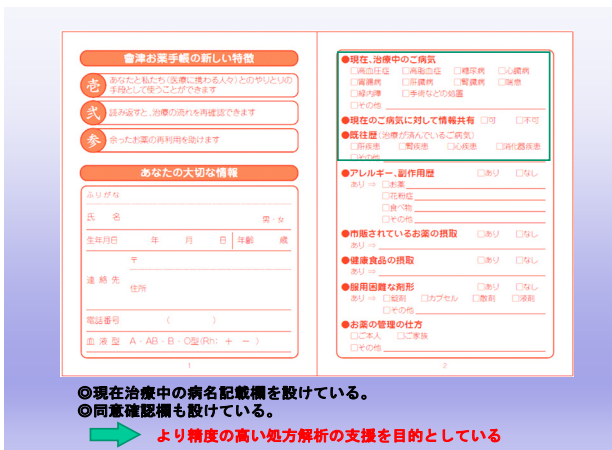 會津お薬手帳の新しい特徴
壱 あなたと私たち(医療に携わる人々)とのやりとりの
手段として使うことができます
弐 読み返すと、治療の流れを再確認できます
参 余ったお薬の再利用を助けます
あなたの大切な情報
ふりがな
氏 名 男・女
生年月日 年 月 日 年齢 歳
〒
連絡先
住所
電話番号 ( )
血液型 A・AB・B・O型(Rh: + − )
1
●現在、治療中のご病気
□高血圧症 □高脂血症 □糖尿病 □心臓病
□胃腸病 □肝臓病 □腎臓病 □喘息
□緑内障 □手術などの処置
□その他
●現在のご病気に対して情報共有 □可 □不可
●既往歴(治療が済んでいるご病気)
□肝疾患 □腎疾患 □心疾患 □消化器疾患
□その他
●アレルギー、副作用歴 □あり □なし
あり ⇒ □お薬
□花粉症
□食べ物
□その他
●市販されているお薬の摂取 □あり □なし
あり ⇒
●健康食品の摂取 □あり □なし
あり ⇒
●服用困難な剤形 □あり □なし
あり ⇒ □錠剤 □カプセル □散剤 □液剤
□その他
●お薬の管理の仕方
□ご本人 □ご家族
□その他
2
◎現在治療中の病名記載欄を設けている。
◎同意確認欄も設けている。
より精度の高い処方解析の支援を目的としている